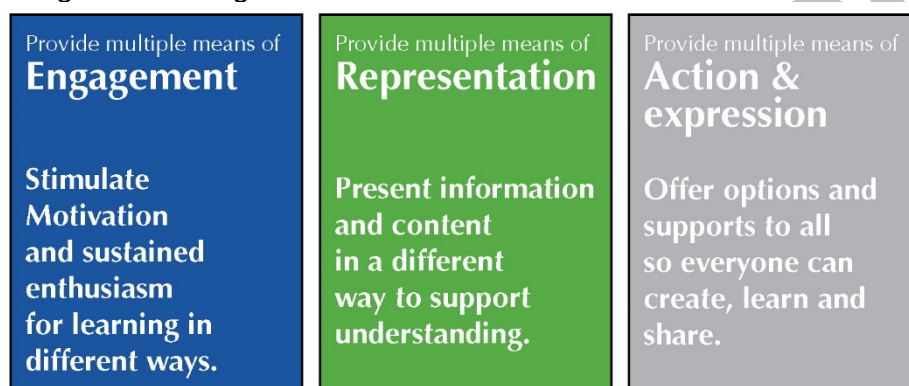 Provide multiple means of
Engagement
Stimulate
Motivation
and sustained
enthusiasm
for learning in
different ways.
Provide multiple means of
Representation
Present information
and content
in a different
way to support
understanding.
Provide multiple means of
Action &
expression
Offer options and
supports to all
so everyone can
create, learn and
share.